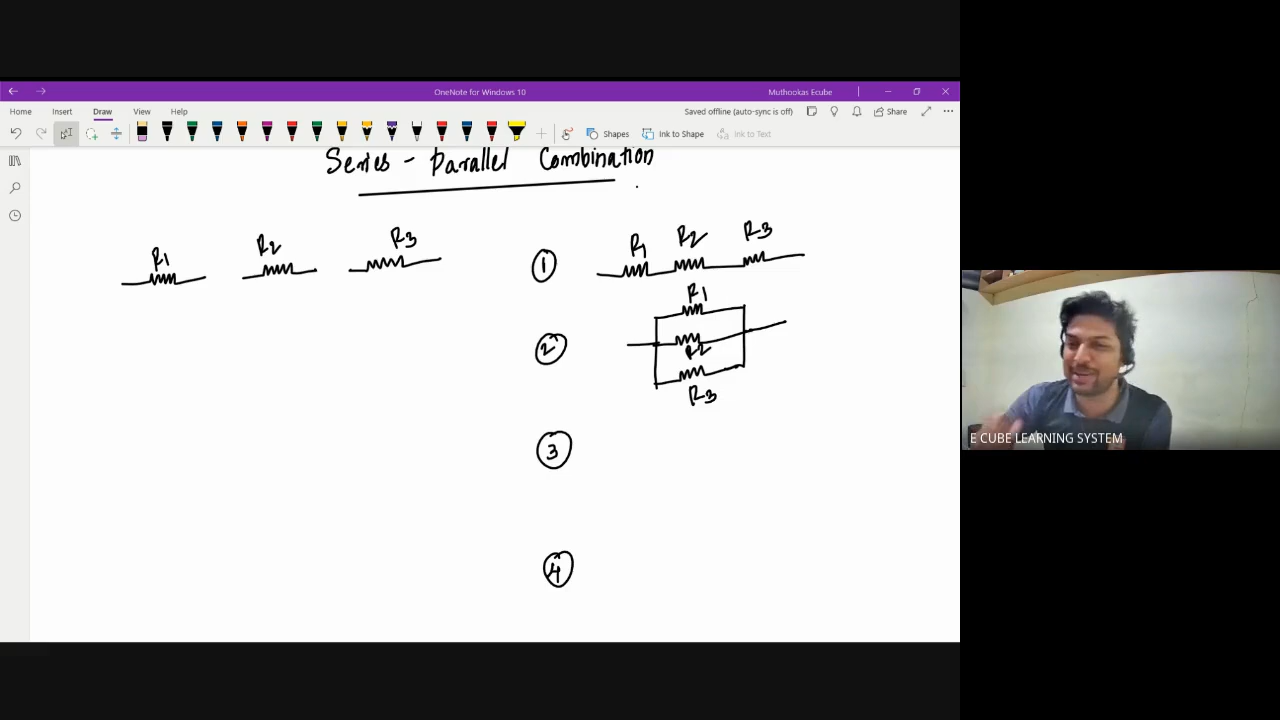 OneNote for Windows 10
Muthookas Ecube
Home Insert Draw View Help
Saved offline (auto-sync is off)
Share
Shapes
Ink to Shape
Ink to Text
Series - Parallel Combination
R1 R2 R3
1 R1 R2 R3
2 R1
R2
R3
3
4
E CUBE LEARNING SYSTEM